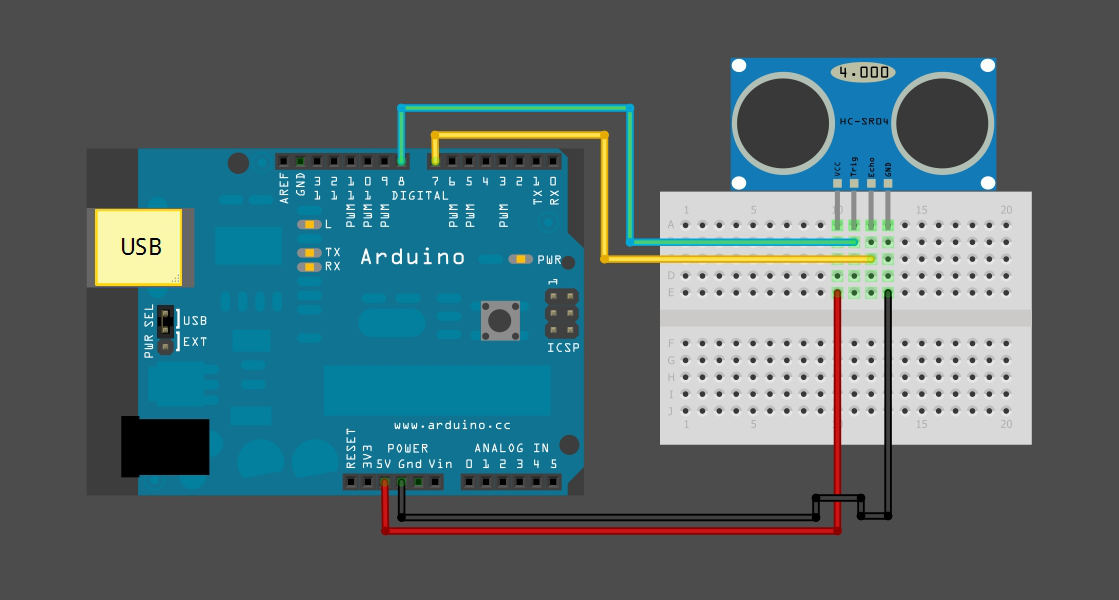 4.000
HC-SR04
VCC Trig Echo GND
AREF GND 13 12 11 10 9 8 7 6 5 4 3 2 1 0
DIGITAL
PWM PWM PWM PWM PWM PWM TX RX
L
TX
RX
Arduino
PWR
USB
PWR SEL
USB
EXT
1
ICSP
www.arduino.cc
POWER ANALOG IN
RESET 3V3 5V Gnd Vin 0 1 2 3 4 5
1 5 10 15 20
A
B
C
D
E
F
G
H
I
J
1 5 10 15 20